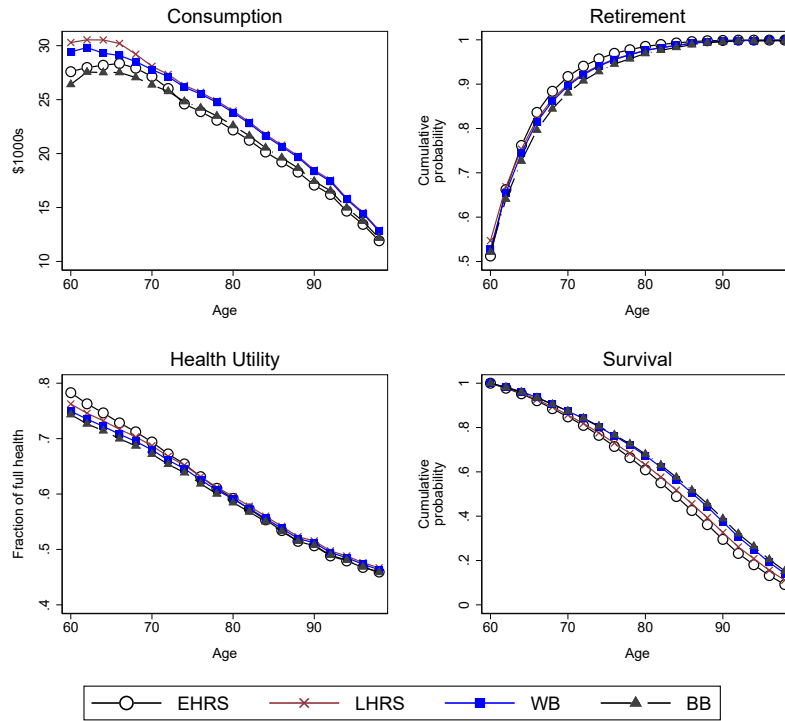 Consumption
$1000s
30
25
20
15
10
60 70 80 90
Age
Retirement
Cumulative
probability
1
.9
.8
.7
.6
.5
60 70 80 90
Age
Health Utility
Fraction of full health
.8
.7
.6
.5
.4
60 70 80 90
Age
Survival
Cumulative
probability
1
.8
.6
.4
.2
0
60 70 80 90
Age
EHRS LHRS WB BB